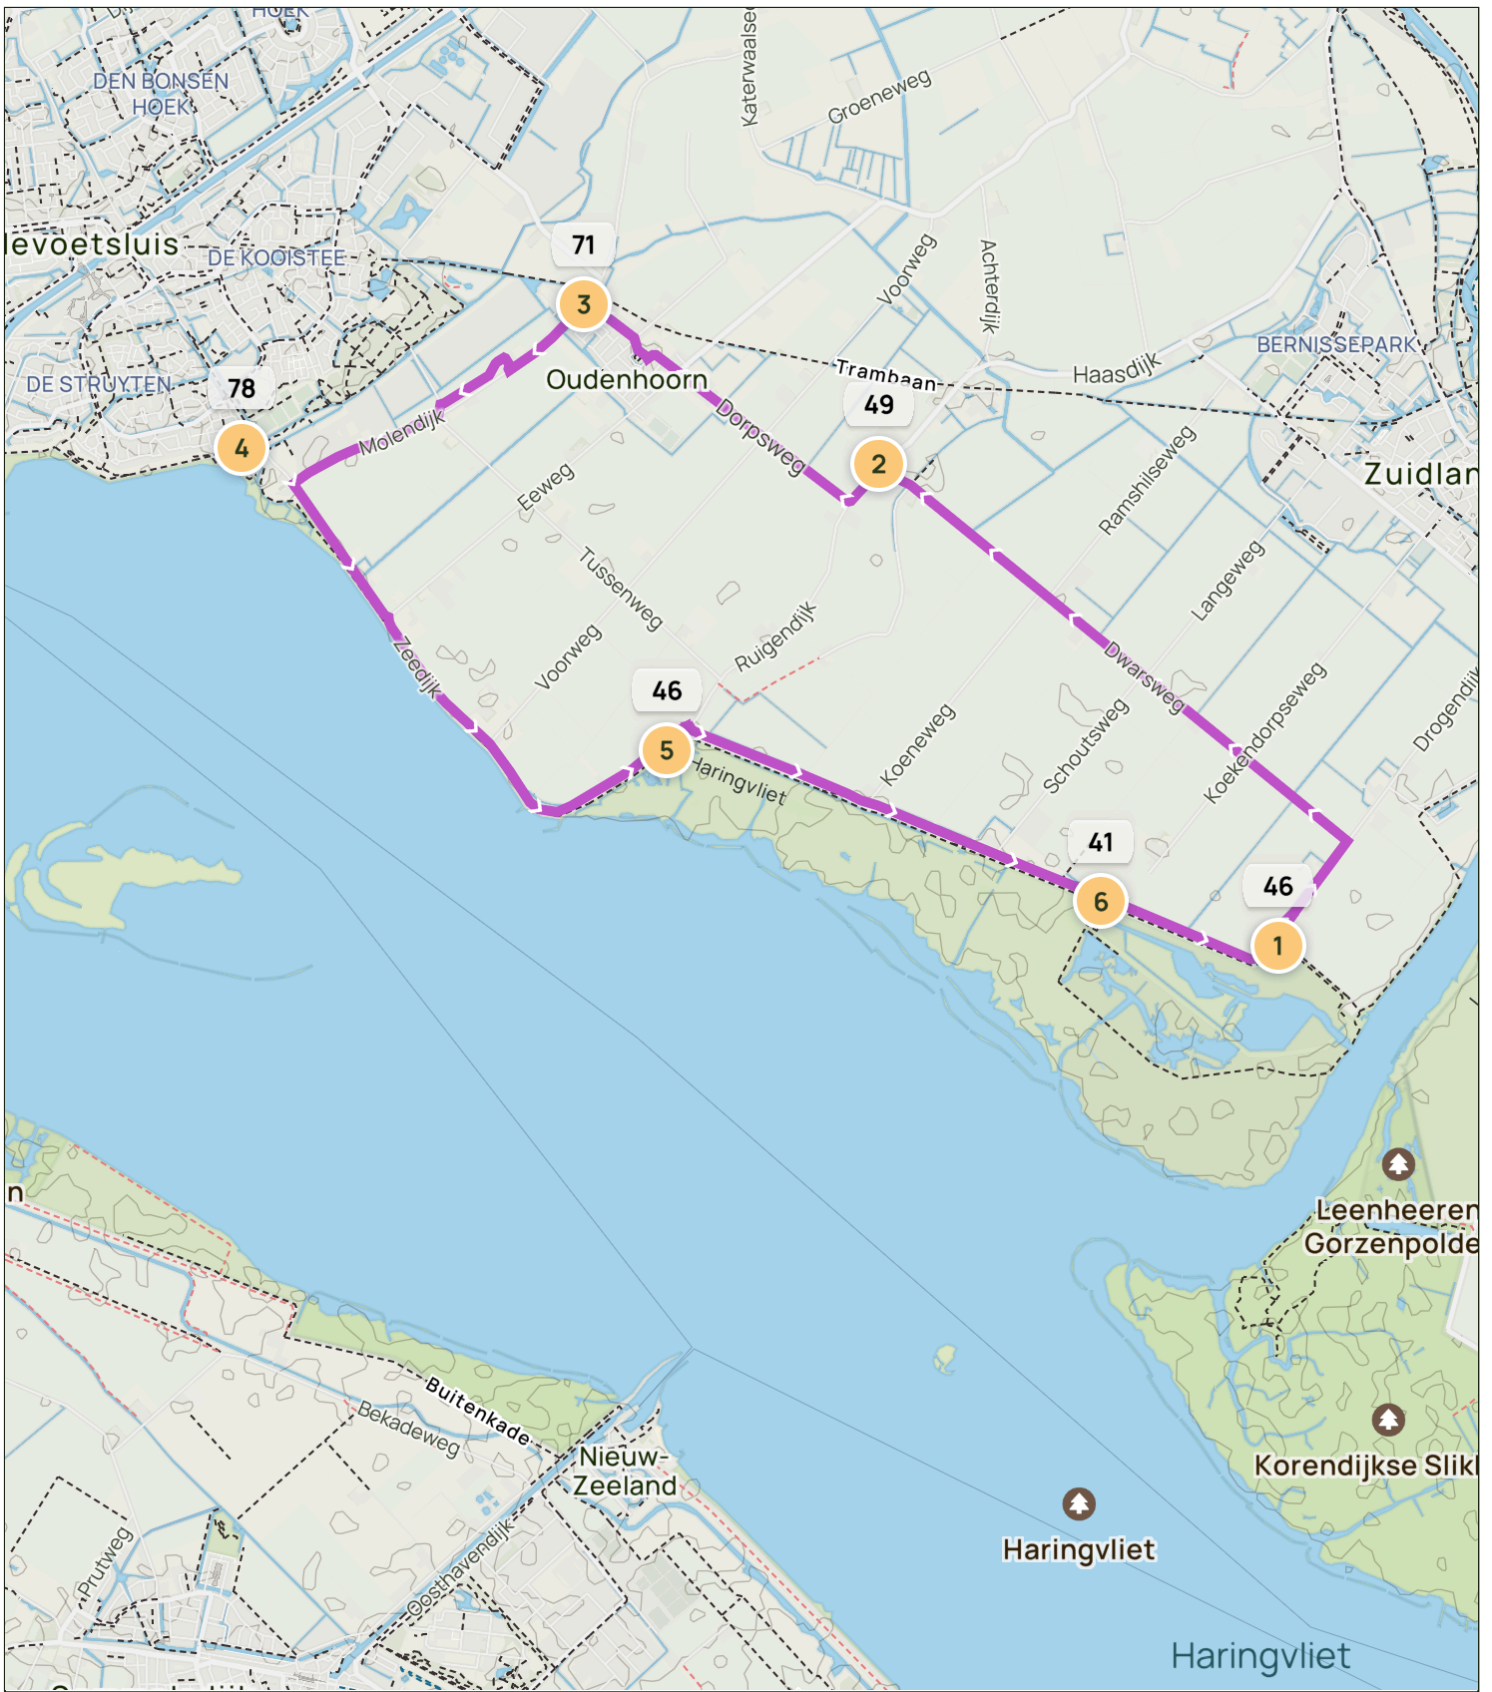 HOEK
DEN BONSEN
HOEK
Katerwaalse
Groeneweg
levoetsluis
DE KOOISTEE
71
3
Voorweg
Achterdijk
BERNISSEPARK
DE STRUYTEN
78
4
Oudenhoorn
Trambaan
Haasdijk
49
2
Molendijk
Dorpsweg
Zuidlan
Eeweg
Ramshilseweg
Tussenweg
Langeweg
Ruigendijk
Voorweg
Zeedijk
Dwarsweg
46
5
Haringvliet
Koeneweg
Schoutsweg
Koekendorpseweg
Drogendijk
41
6
46
1
n
Leenheeren
Gorzenpolde
Buitenkade
Bekadeweg
Nieuw-
Zeeland
Korendijkse Slik
Haringvliet
Prutweg
Oosthavendijk
Haringvliet